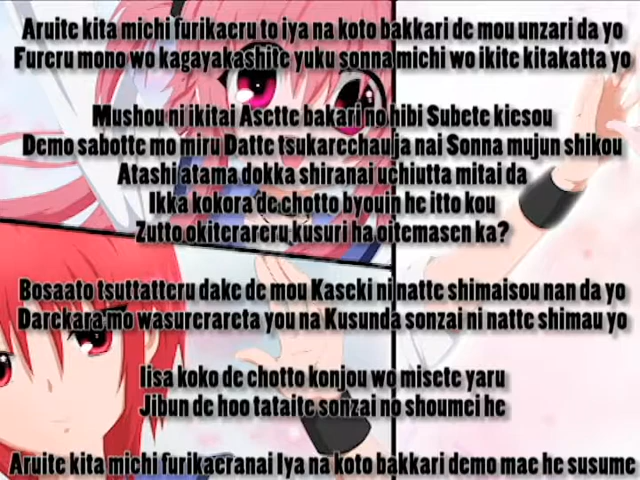 Aruite kita michi furikaeru to iya na koto bakkari de mou unzari da yo
Fureru mono wo kagayakashite yuku sonna michi wo ikite kitakatta yo
Mushou ni ikitai Asette bakari no hibi Subete kiesou
Demo sabotte mo miru Datte tsukarechauja nai Sonna mujun shikou
Atashi atama dokka shiranai uchiutta mitai da
Ikka kokora de chotto byouin he itto kou
Zutto okiterareru kusuri ha oitemasen ka?
Bosaato tsuttatteru dake de mou Kaseki ni natte shimaisou nan da yo
Darekara mo wasurerareta you na Kusunda sonzai ni natte shimau yo
Iisa koko de chotto konjou wo misete yaru
Jibun de hoo tataite sonzai no shoumei he
Aruite kita michi furikaeranai Iya na koto bakkari demo mae he susume